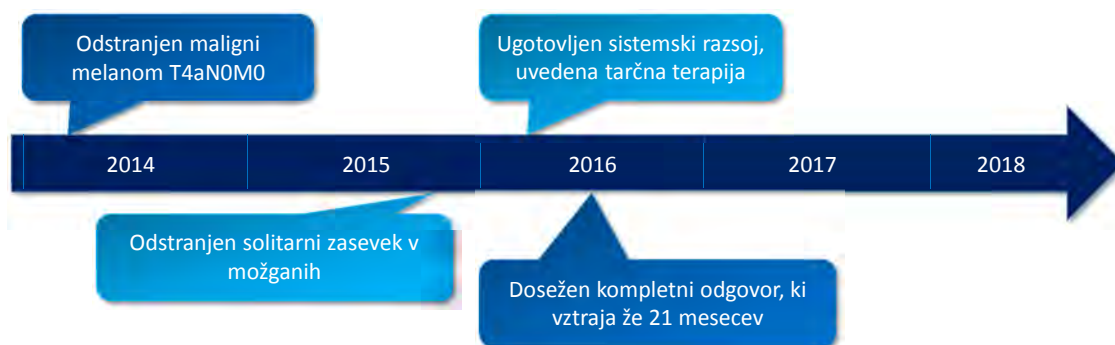 Odstranjen maligni
melanom T4aN0M0
Ugotovljen sistemski razsoj,
uvedena tarčna terapija
2014
2015
2016
2017
2018
Odstranjen solitarni zasevek v
možganih
Dosežen kompletni odgovor, ki
vztraja že 21 mesecev